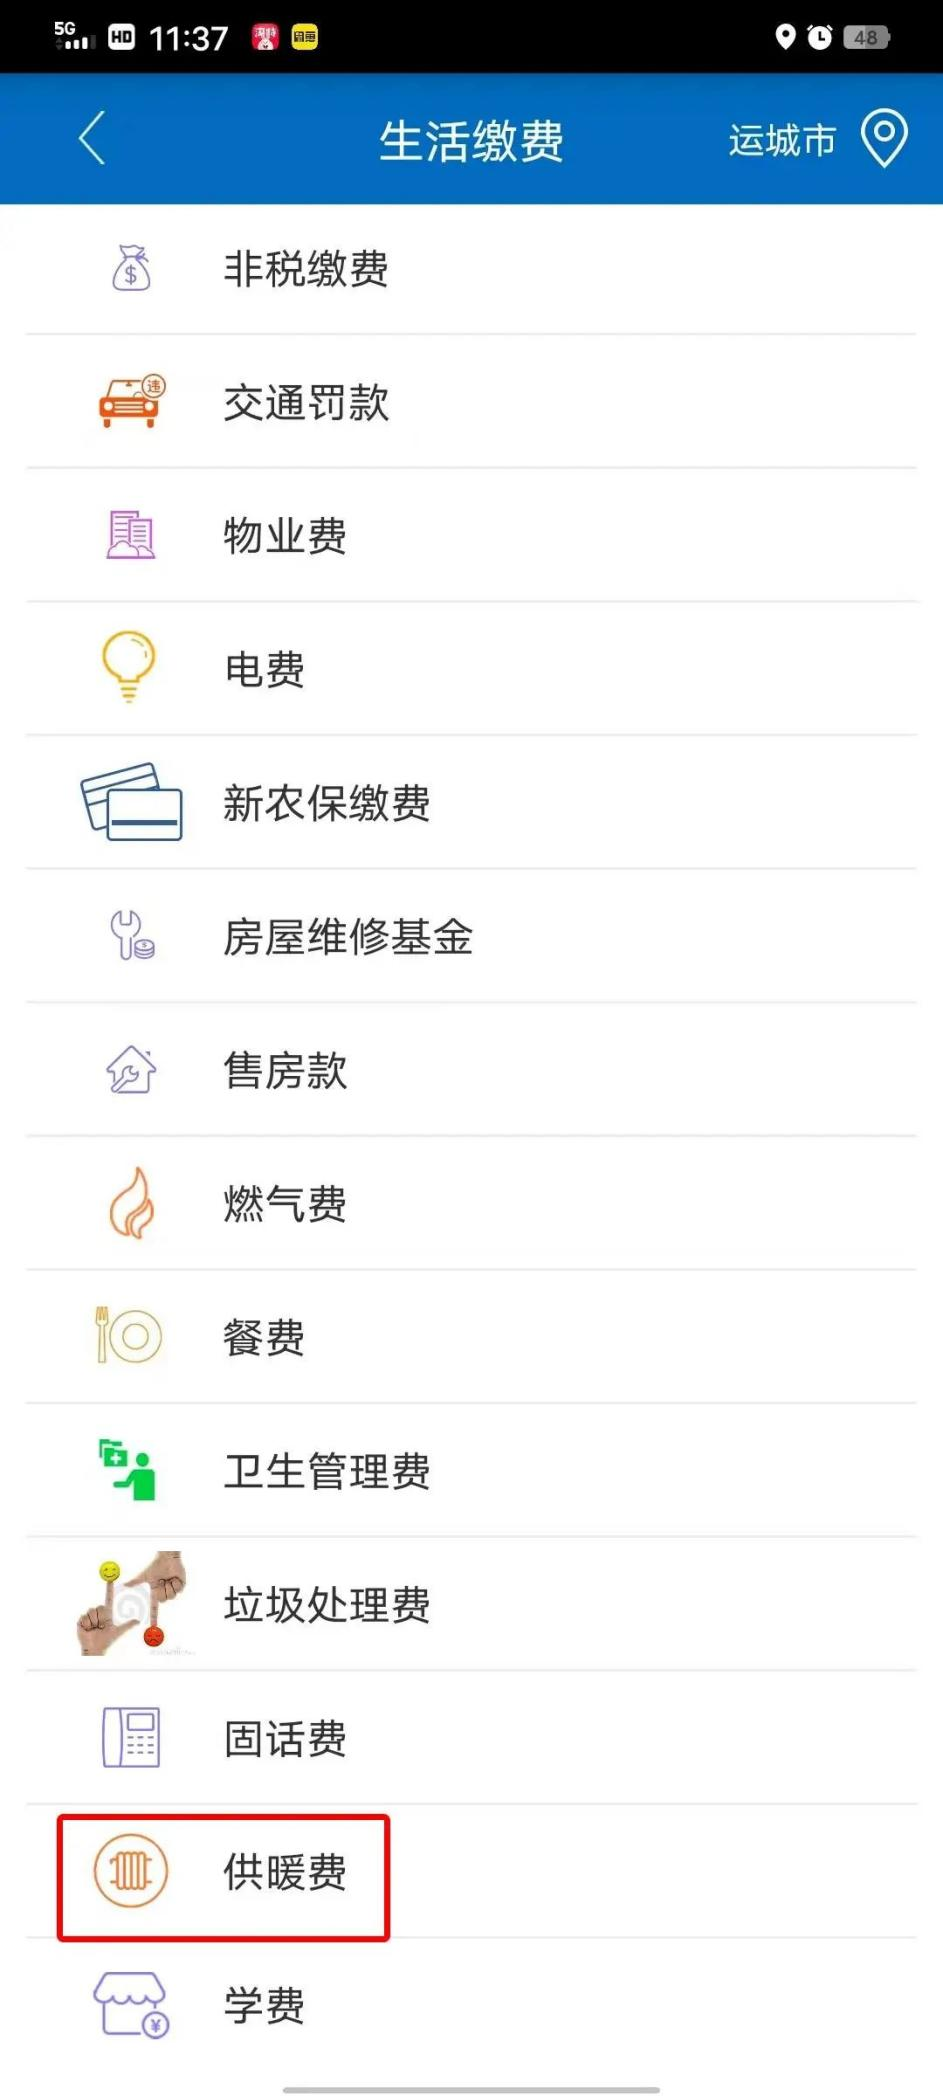 5G HD 11:37 48
生活缴费 运城市
非税缴费
违
交通罚款
物业费
电费
新农保缴费
房屋维修基金
售房款
燃气费
餐费
卫生管理费
垃圾处理费
固话费
供暖费
学费